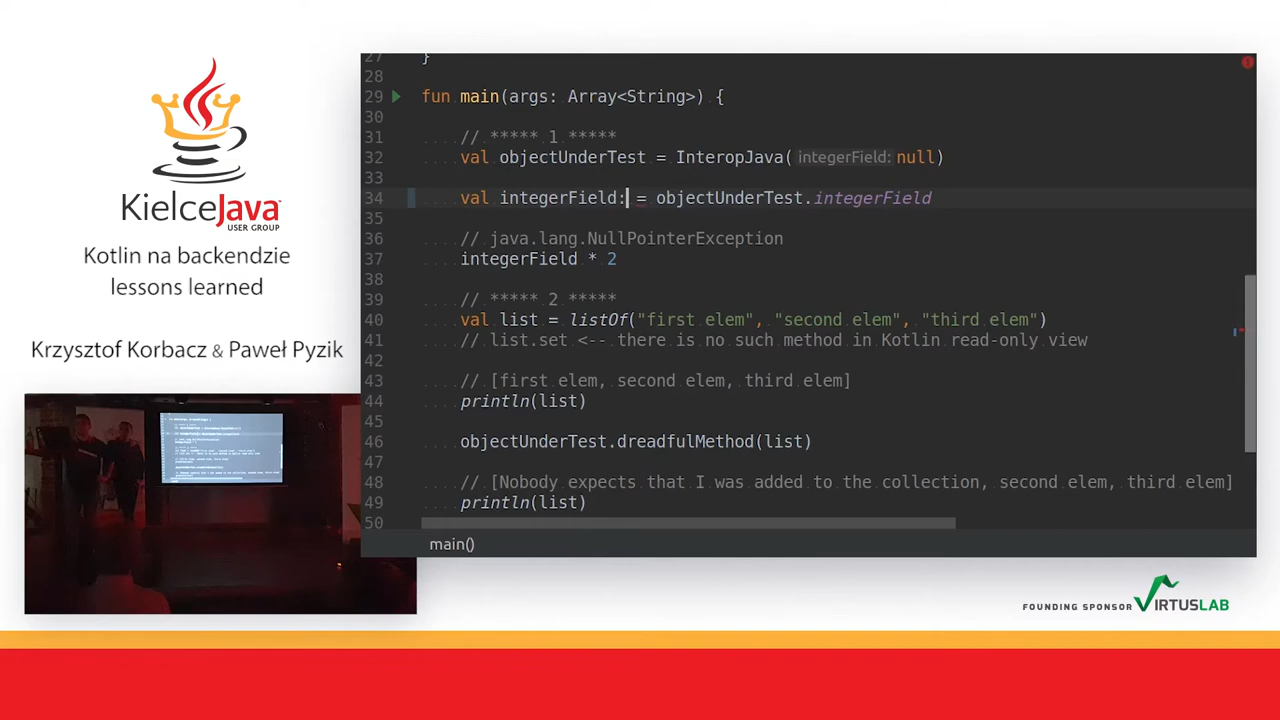 KielceJava
USER GROUP
Kotlin na backendzie
lessons learned
Krzysztof Korbacz & Paweł Pyzik
27 }
28
29 fun main(args: Array<String>) {
30
31 // ***** 1 *****
32 val objectUnderTest = InteropJava( integerField: null)
33
34 val integerField: = objectUnderTest.integerField
35
36 // java.lang.NullPointerException
37 integerField * 2
38
39 // ***** 2 *****
40 val list = listOf("first elem", "second elem", "third elem")
41 // list.set <-- there is no such method in Kotlin read-only view
42
43 // [first elem, second elem, third elem]
44 println(list)
45
46 objectUnderTest.dreadfulMethod(list)
47
48 // [Nobody expects that I was added to the collection, second elem, third elem]
49 println(list)
50
main()
FOUNDING SPONSOR VIRTUSLAB